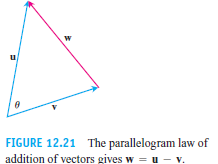 w
u
θ
v
FIGURE 12.21 The parallelogram law of
addition of vectors gives w = u − v.